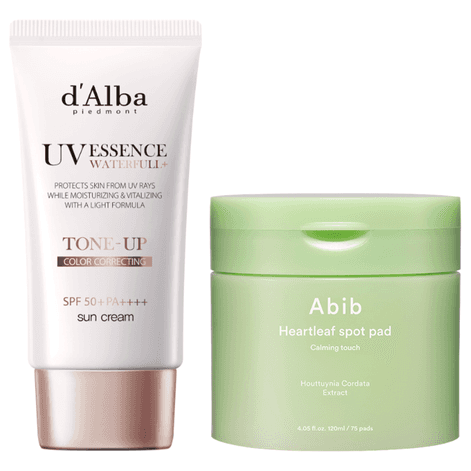 d'Alba
piedmont
UV ESSENCE
WATERFULL+
PROTECTS SKIN FROM UV RAYS
WHILE MOISTURIZING & VITALIZING
WITH A LIGHT FORMULA
TONE-UP
COLOR CORRECTING
SPF 50+PA++++
sun cream
Abib
Heartleaf spot pad
Calming touch
Houttuynia Cordata
Extract
4.05 fl. oz. 120ml / 75 pads